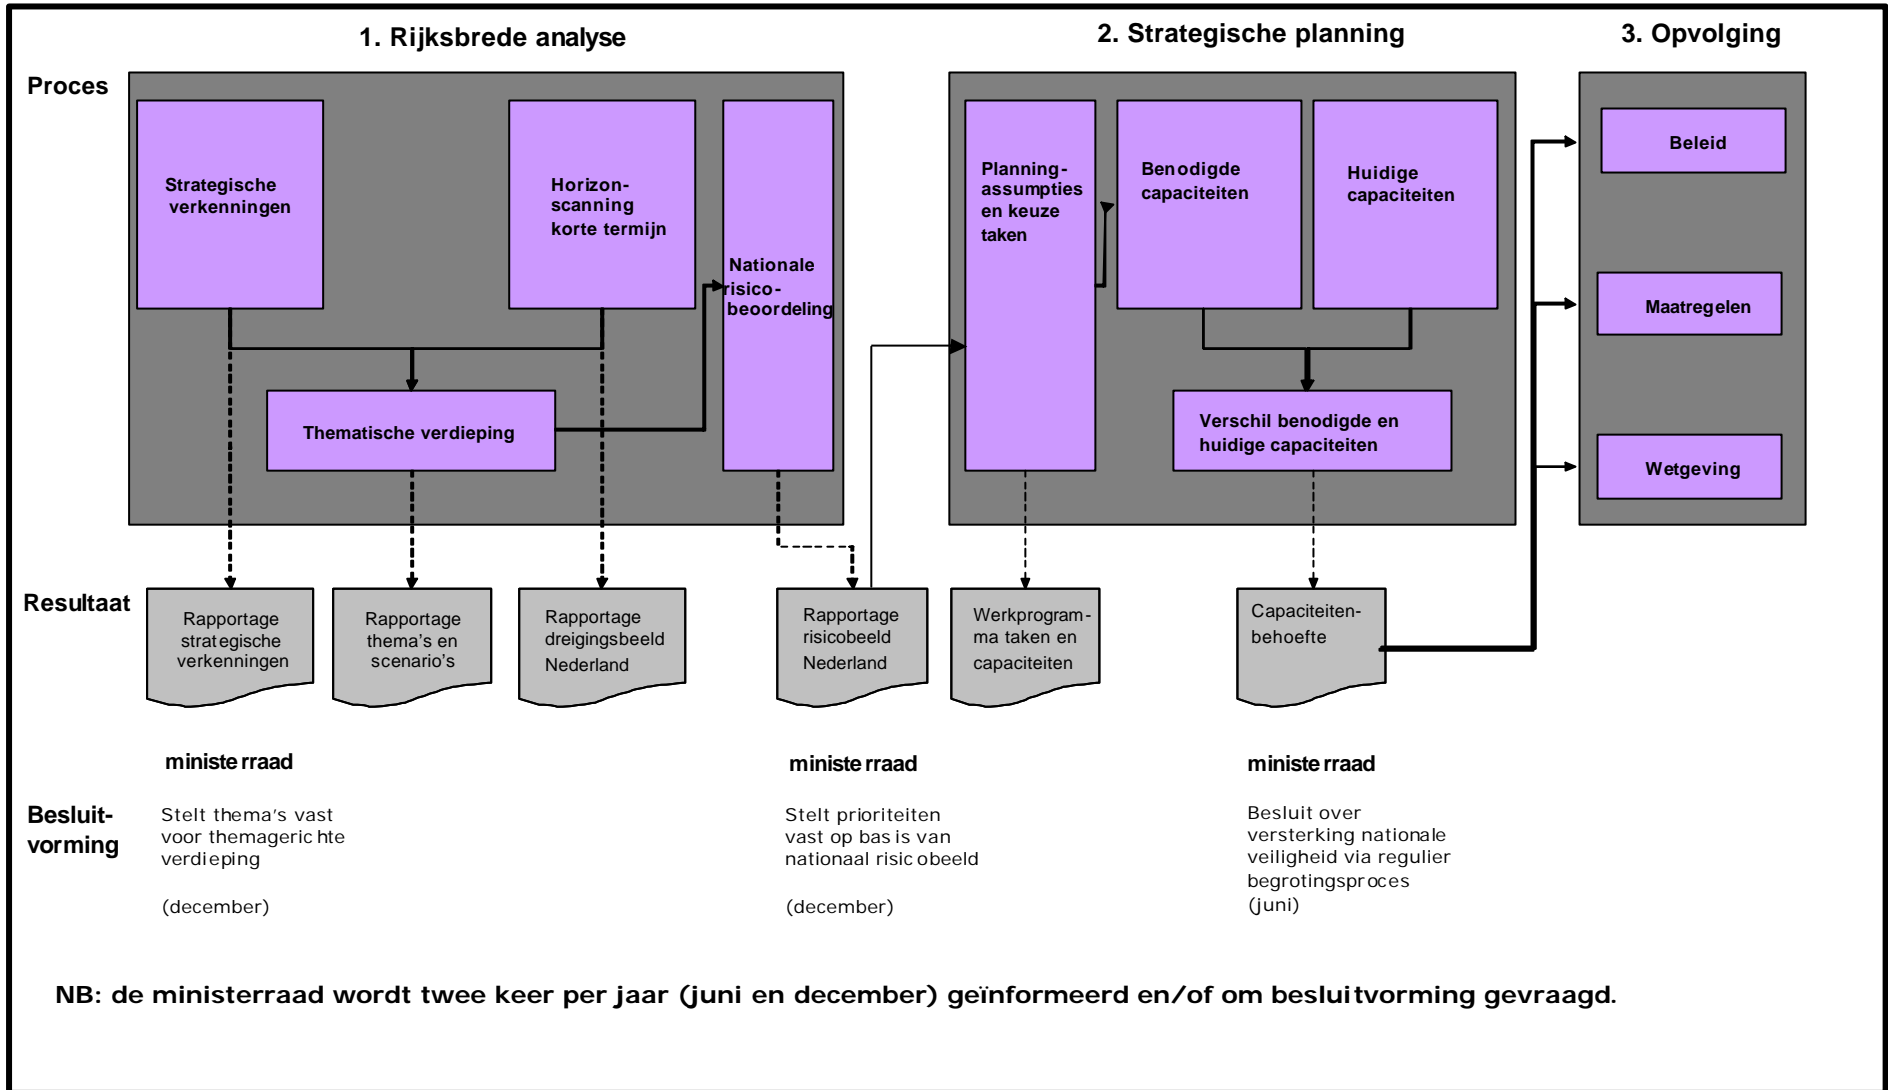 1. Rijksbrede analyse
2. Strategische planning
3. Opvolging
Proces
Strategische
verkenningen
Horizon-
scanning
korte termijn
Nationale
risico-
beoordeling
Thematische verdieping
Planning-
assumpties
en keuze
taken
Benodigde
capaciteiten
Huidige
capaciteiten
Verschil benodigde en
huidige capaciteiten
Beleid
Maatregelen
Wetgeving
Resultaat
Rapportage
strategische
verkenningen
Rapportage
thema's en
scenario's
Rapportage
dreigingsbeeld
Nederland
Rapportage
risicobeeld
Nederland
Werkprogram-
ma taken en
capaciteiten
Capaciteiten-
behoefte
Besluit-
vorming
ministerraad
Stelt thema's vast
voor themagerichte
verdieping
(december)
ministerraad
Stelt prioriteiten
vast op basis van
nationaal risicobeeld
(december)
ministerraad
Besluit over
versterking nationale
veiligheid via regulier
begrotingsproces
(juni)
NB: de ministerraad wordt twee keer per jaar (juni en december) geïnformeerd en/of om besluitvorming gevraagd.